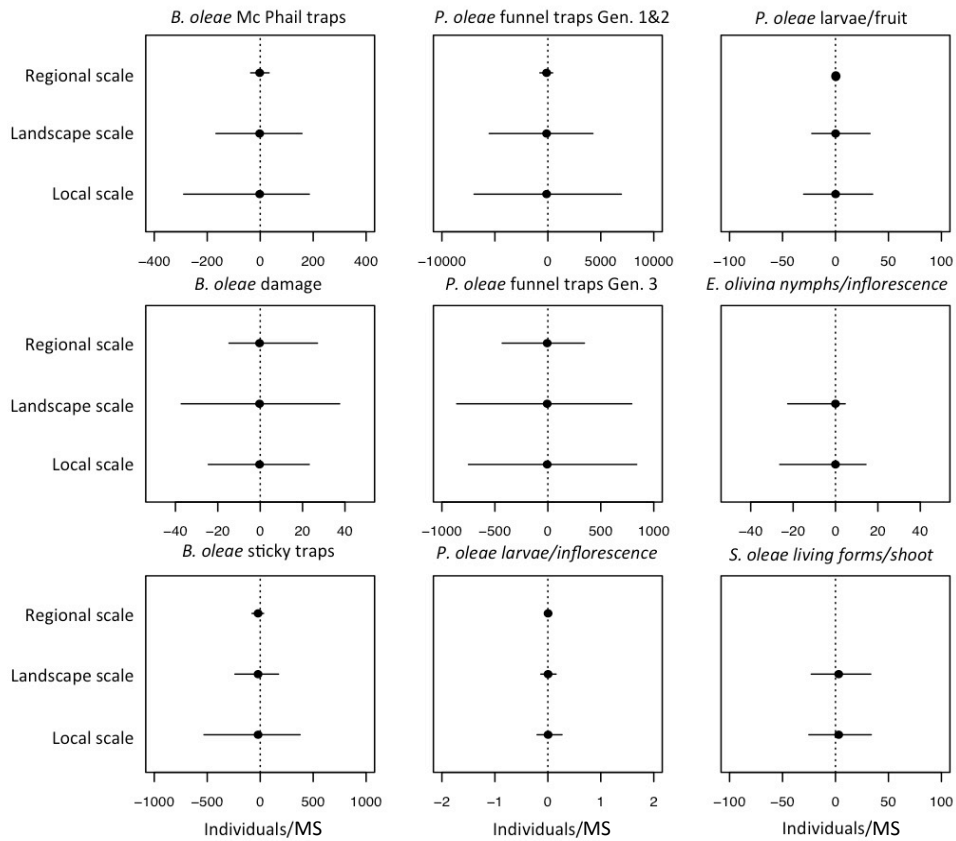 B. oleae Mc Phail traps
P. oleae funnel traps Gen. 1&2
P. oleae larvae/fruit
Regional scale
Landscape scale
Local scale
−400 −200 0 200 400
−10000 0 5000 10000
−100 −50 0 50 100
B. oleae damage
P. oleae funnel traps Gen. 3
E. olivina nymphs/inflorescence
Regional scale
Landscape scale
Local scale
−40 −20 0 20 40
−1000 0 500 1000
−40 −20 0 20 40
B. oleae sticky traps
P. oleae larvae/inflorescence
S. oleae living forms/shoot
Regional scale
Landscape scale
Local scale
−1000 −500 0 500 1000
−2 −1 0 1 2
−100 −50 0 50 100
Individuals/MS
Individuals/MS
Individuals/MS